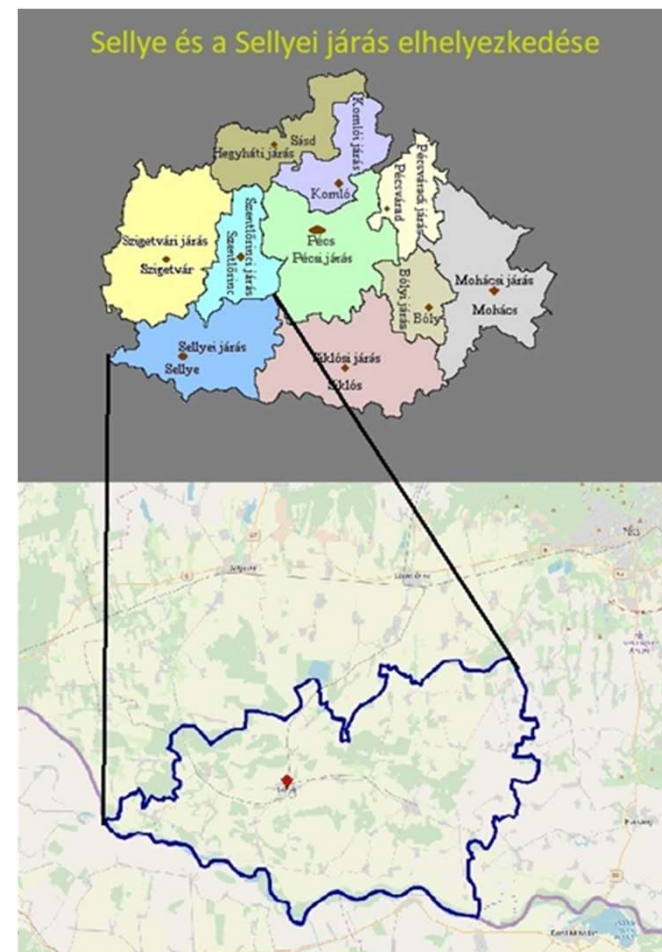 Sellye és a Sellyei járás elhelyezkedése
Sásd
Hegyháti járás
Komlói járás
Komló
Pécsváradi járás
Pécsvárad
Szigetvári járás
Szigetvár
Szentlőrinci járás
Szentlőrinc
Pécs
Pécsi járás
Mohácsi járás
Mohács
Bólyi járás
Bóly
Sellyei járás
Sellye
Siklósi járás
Siklós